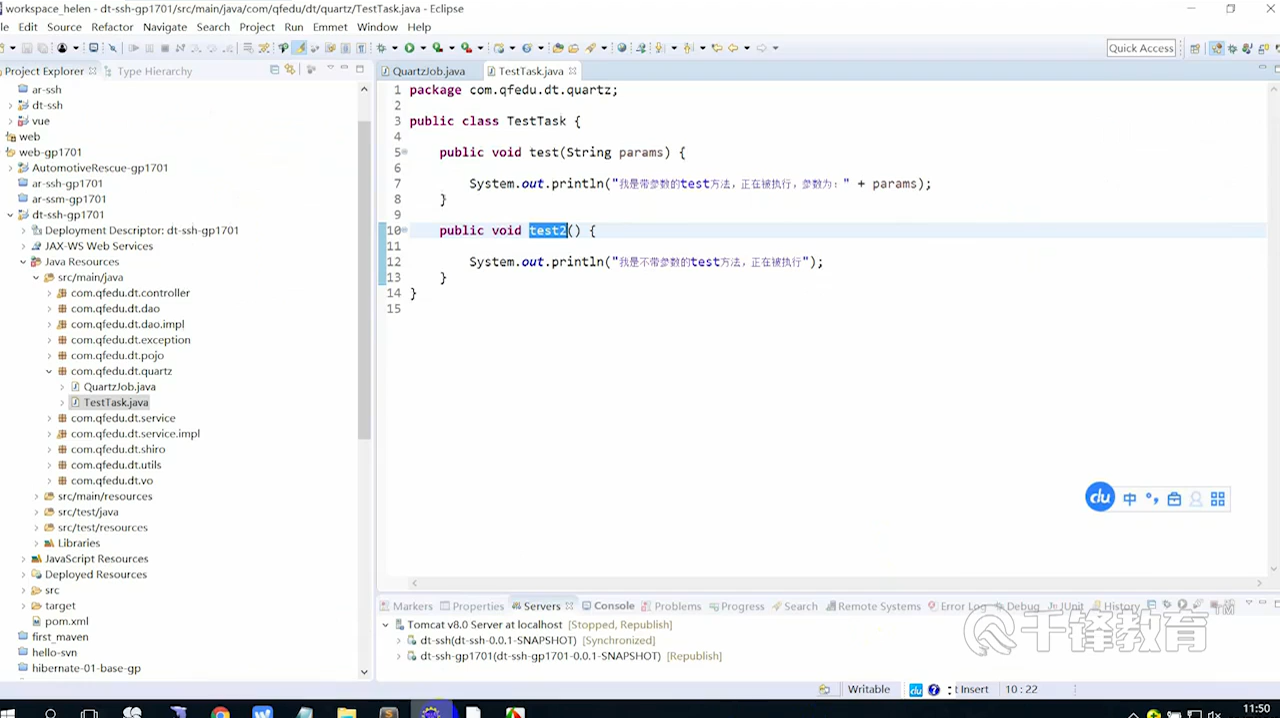 workspace_helen - dt-ssh-gp1701/src/main/java/com/qfedu/dt/quartz/TestTask.java - Eclipse
le Edit Source Refactor Navigate Search Project Run Emmet Window Help
Quick Access
Project Explorer Type Hierarchy
ar-ssh
dt-ssh
vue
web
web-gp1701
AutomotiveRescue-gp1701
ar-ssh-gp1701
ar-ssm-gp1701
dt-ssh-gp1701
Deployment Descriptor: dt-ssh-gp1701
JAX-WS Web Services
Java Resources
src/main/java
com.qfedu.dt.controller
com.qfedu.dt.dao
com.qfedu.dt.dao.impl
com.qfedu.dt.exception
com.qfedu.dt.pojo
com.qfedu.dt.quartz
QuartzJob.java
TestTask.java
com.qfedu.dt.service
com.qfedu.dt.service.impl
com.qfedu.dt.shiro
com.qfedu.dt.utils
com.qfedu.dt.vo
src/main/resources
src/test/java
src/test/resources
Libraries
JavaScript Resources
Deployed Resources
src
target
pom.xml
first_maven
hello-svn
hibernate-01-base-gp
QuartzJob.java TestTask.java
1 package com.qfedu.dt.quartz;
2
3 public class TestTask {
4
5 public void test(String params) {
6
7 System.out.println("我是带参数的test方法，正在被执行，参数为：" + params);
8 }
9
10 public void test2() {
11
12 System.out.println("我是不带参数的test方法，正在被执行");
13 }
14 }
15
du 中
Markers Properties Servers Console Problems Progress Search Remote Systems Error Log Debug JUnit History
Tomcat v8.0 Server at localhost [Stopped, Republish]
dt-ssh(dt-ssh-0.0.1-SNAPSHOT) [Synchronized]
dt-ssh-gp1701(dt-ssh-gp1701-0.0.1-SNAPSHOT) [Republish]
千锋教育 TM
Writable du t Insert 10 : 22
11:50